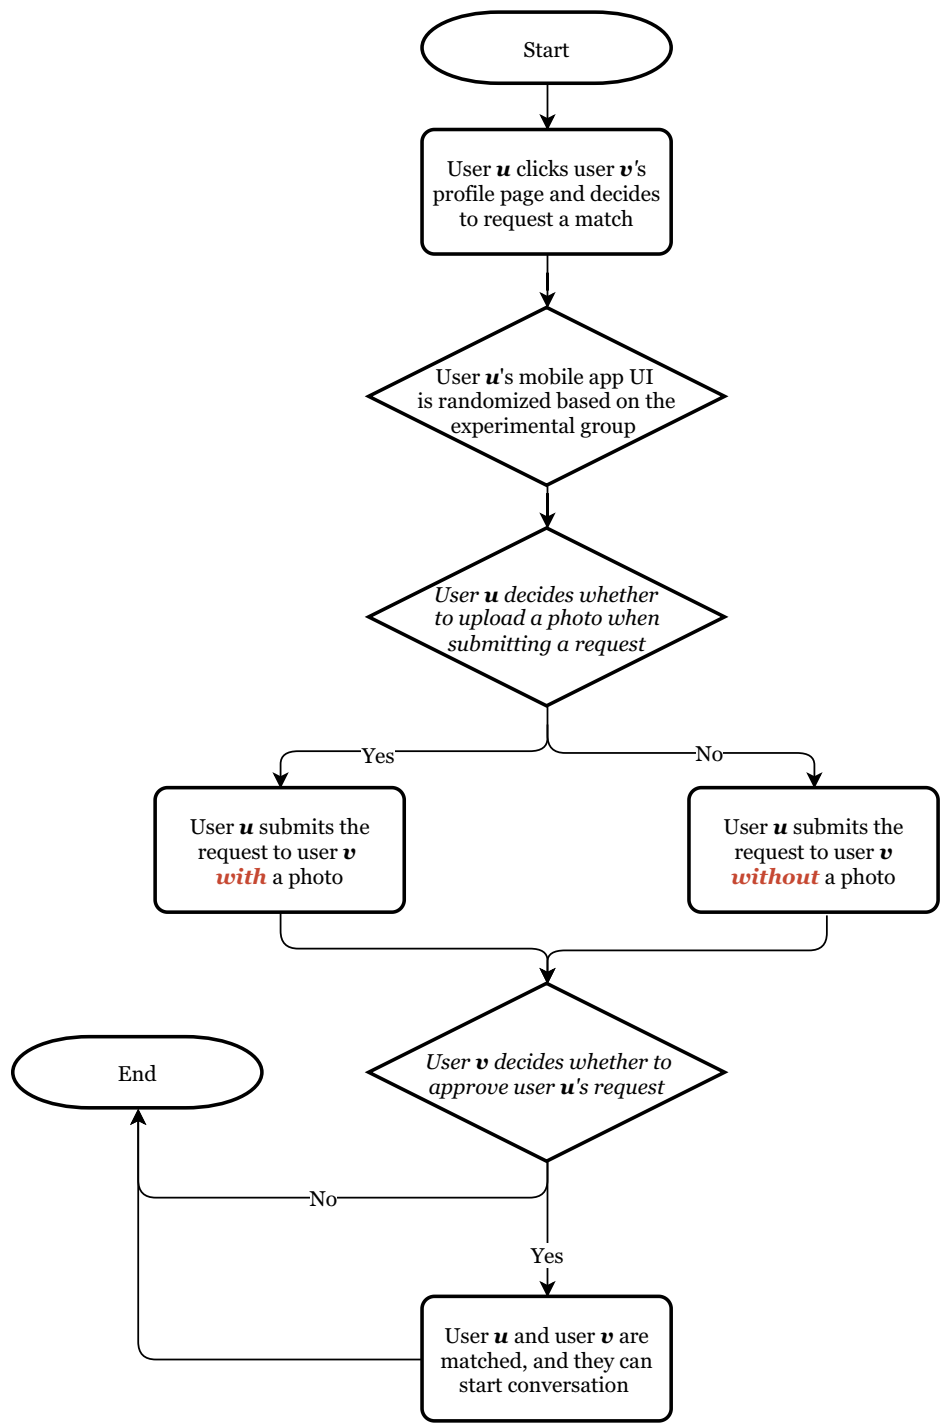 Start
User u clicks user v's
profile page and decides
to request a match
User u's mobile app UI
is randomized based on the
experimental group
User u decides whether
to upload a photo when
submitting a request
Yes
No
User u submits the
request to user v
with a photo
User u submits the
request to user v
without a photo
User v decides whether to
approve user u's request
End
No
Yes
User u and user v are
matched, and they can
start conversation